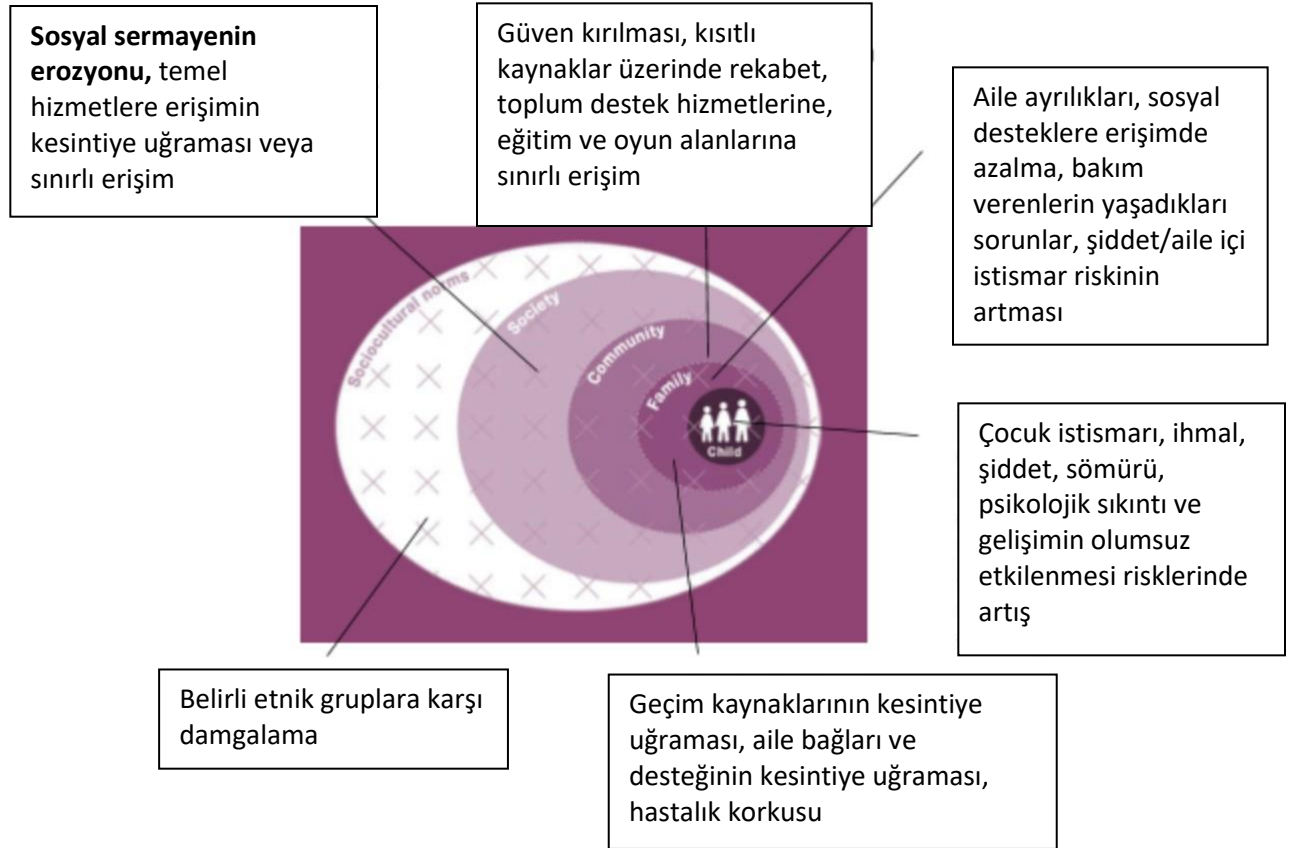 Sosyal sermayenin
erozyonu, temel
hizmetlere erişimin
kesintiye uğraması veya
sınırlı erişim
Güven kırılması, kısıtlı
kaynaklar üzerinde rekabet,
toplum destek hizmetlerine,
eğitim ve oyun alanlarına
sınırlı erişim
Aile ayrılıkları, sosyal
desteklere erişimde
azalma, bakım
verenlerin yaşadıkları
sorunlar, şiddet/aile içi
istismar riskinin
artması
Sociocultural norms
Society
Community
Family
Child
Çocuk istismarı, ihmal,
şiddet, sömürü,
psikolojik sıkıntı ve
gelişimin olumsuz
etkilenmesi risklerinde
artış
Belirli etnik gruplara karşı
damgalama
Geçim kaynaklarının kesintiye
uğraması, aile bağları ve
desteğinin kesintiye uğraması,
hastalık korkusu